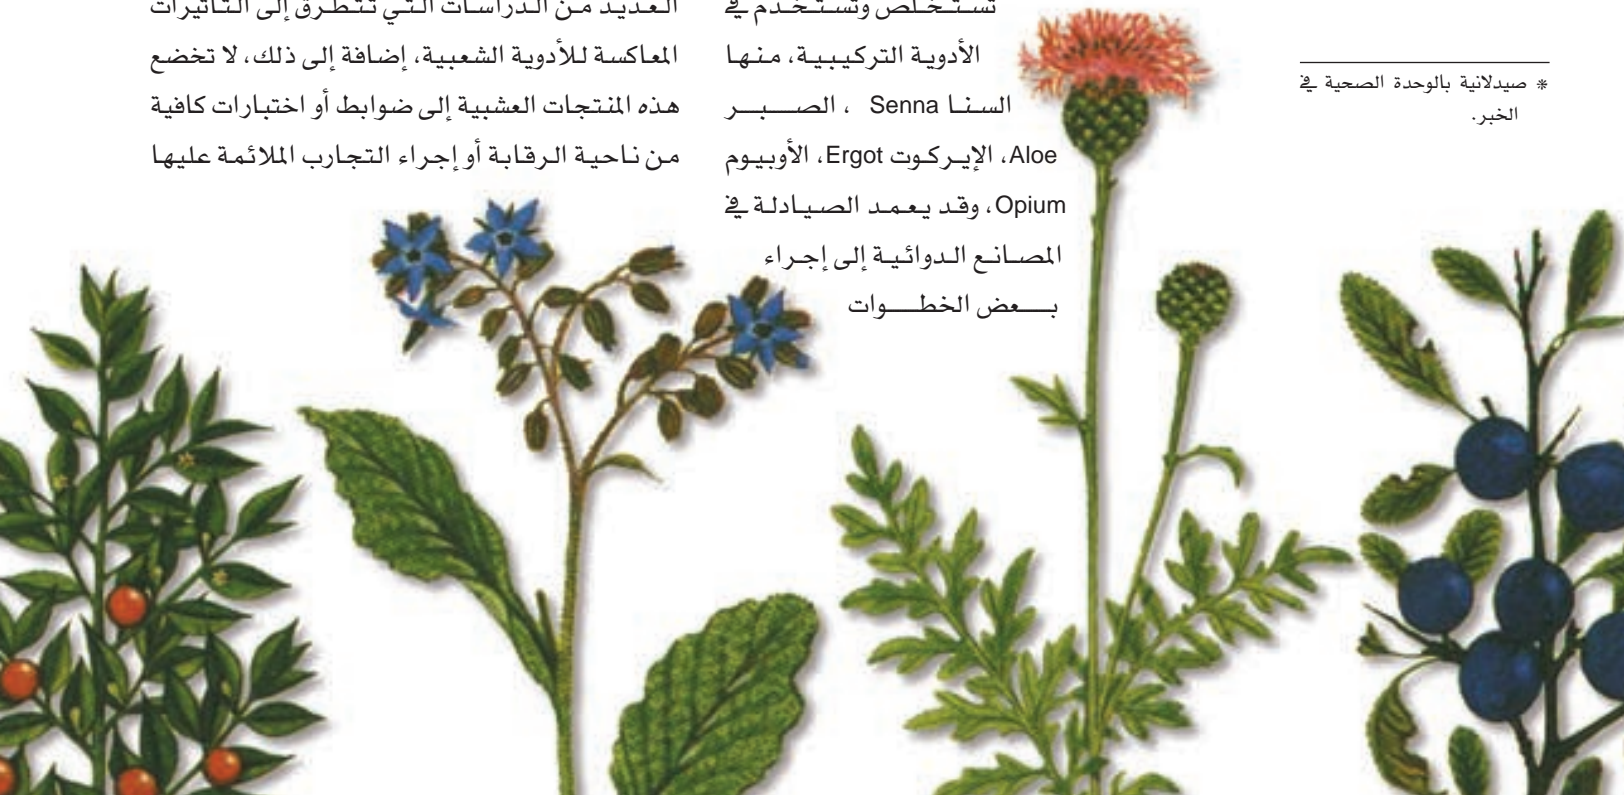 * صيدلانية بالوحدة الصحية في
الخبر.
تستخلص وتستخدم في
الأدوية التركيبية، منها
السنا Senna ، الصبر
Aloe، الإيركوت Ergot، الأوبيوم
Opium، وقد يعمد الصيادلة في
المصانع الدوائية إلى إجراء
بعض الخطوات
العديد من الدراسات التي تتطرق إلى التأثيرات
المعاكسة للأدوية الشعبية، إضافة إلى ذلك، لا تخضع
هذه المنتجات العشبية إلى ضوابط أو اختبارات كافية
من ناحية الرقابة أو إجراء التجارب الملائمة عليها